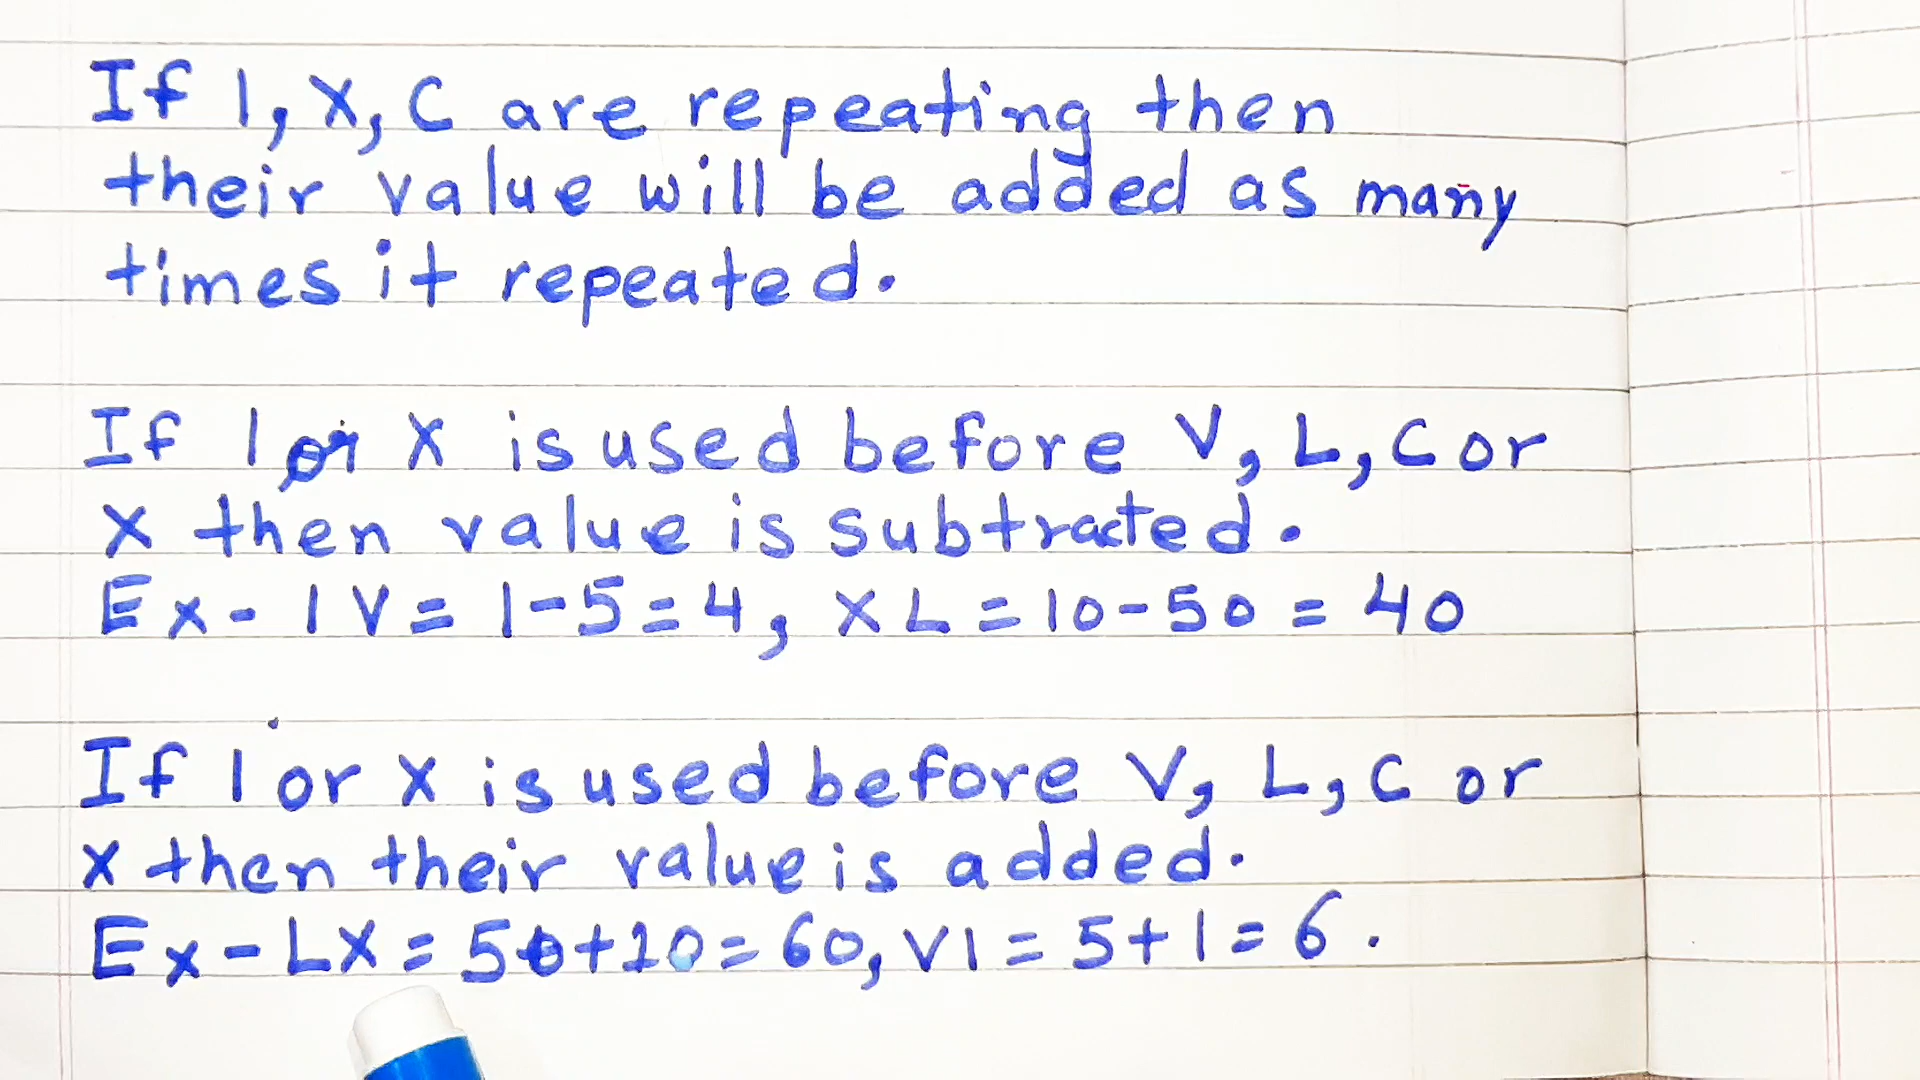 If I, X, C are repeating then
their value will be added as many
times it repeated.
If I or X is used before V, L, C or
X then value is subtracted.
Ex - IV = 1-5=4, XL = 10-50 = 40
If I or X is used before V, L, C or
X then their value is added.
Ex - LX = 50+10=60, VI = 5+1=6.